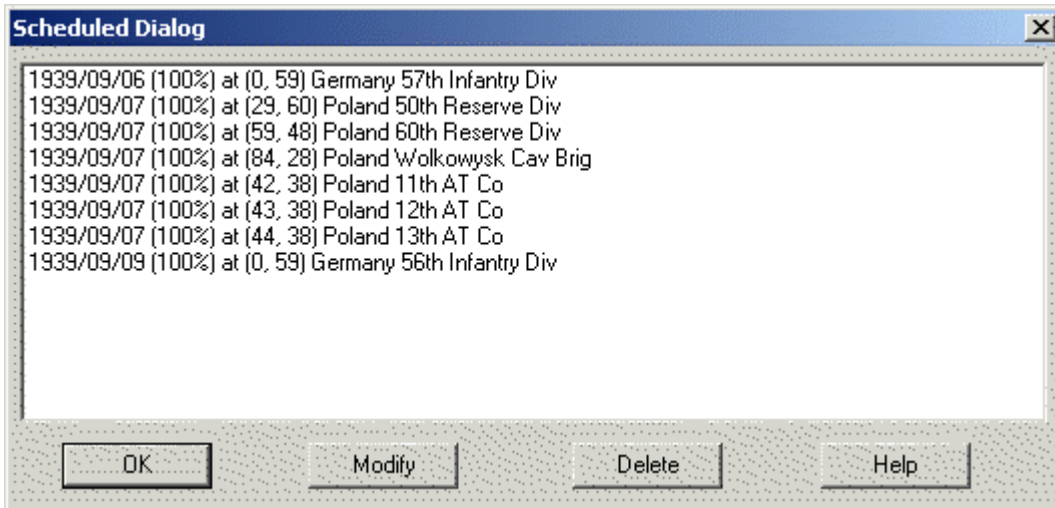 Scheduled Dialog
1939/09/06 (100%) at (0, 59) Germany 57th Infantry Div
1939/09/07 (100%) at (29, 60) Poland 50th Reserve Div
1939/09/07 (100%) at (59, 48) Poland 60th Reserve Div
1939/09/07 (100%) at (84, 28) Poland Wolkowysk Cav Brig
1939/09/07 (100%) at (42, 38) Poland 11th AT Co
1939/09/07 (100%) at (43, 38) Poland 12th AT Co
1939/09/07 (100%) at (44, 38) Poland 13th AT Co
1939/09/09 (100%) at (0, 59) Germany 56th Infantry Div
OK Modify Delete Help